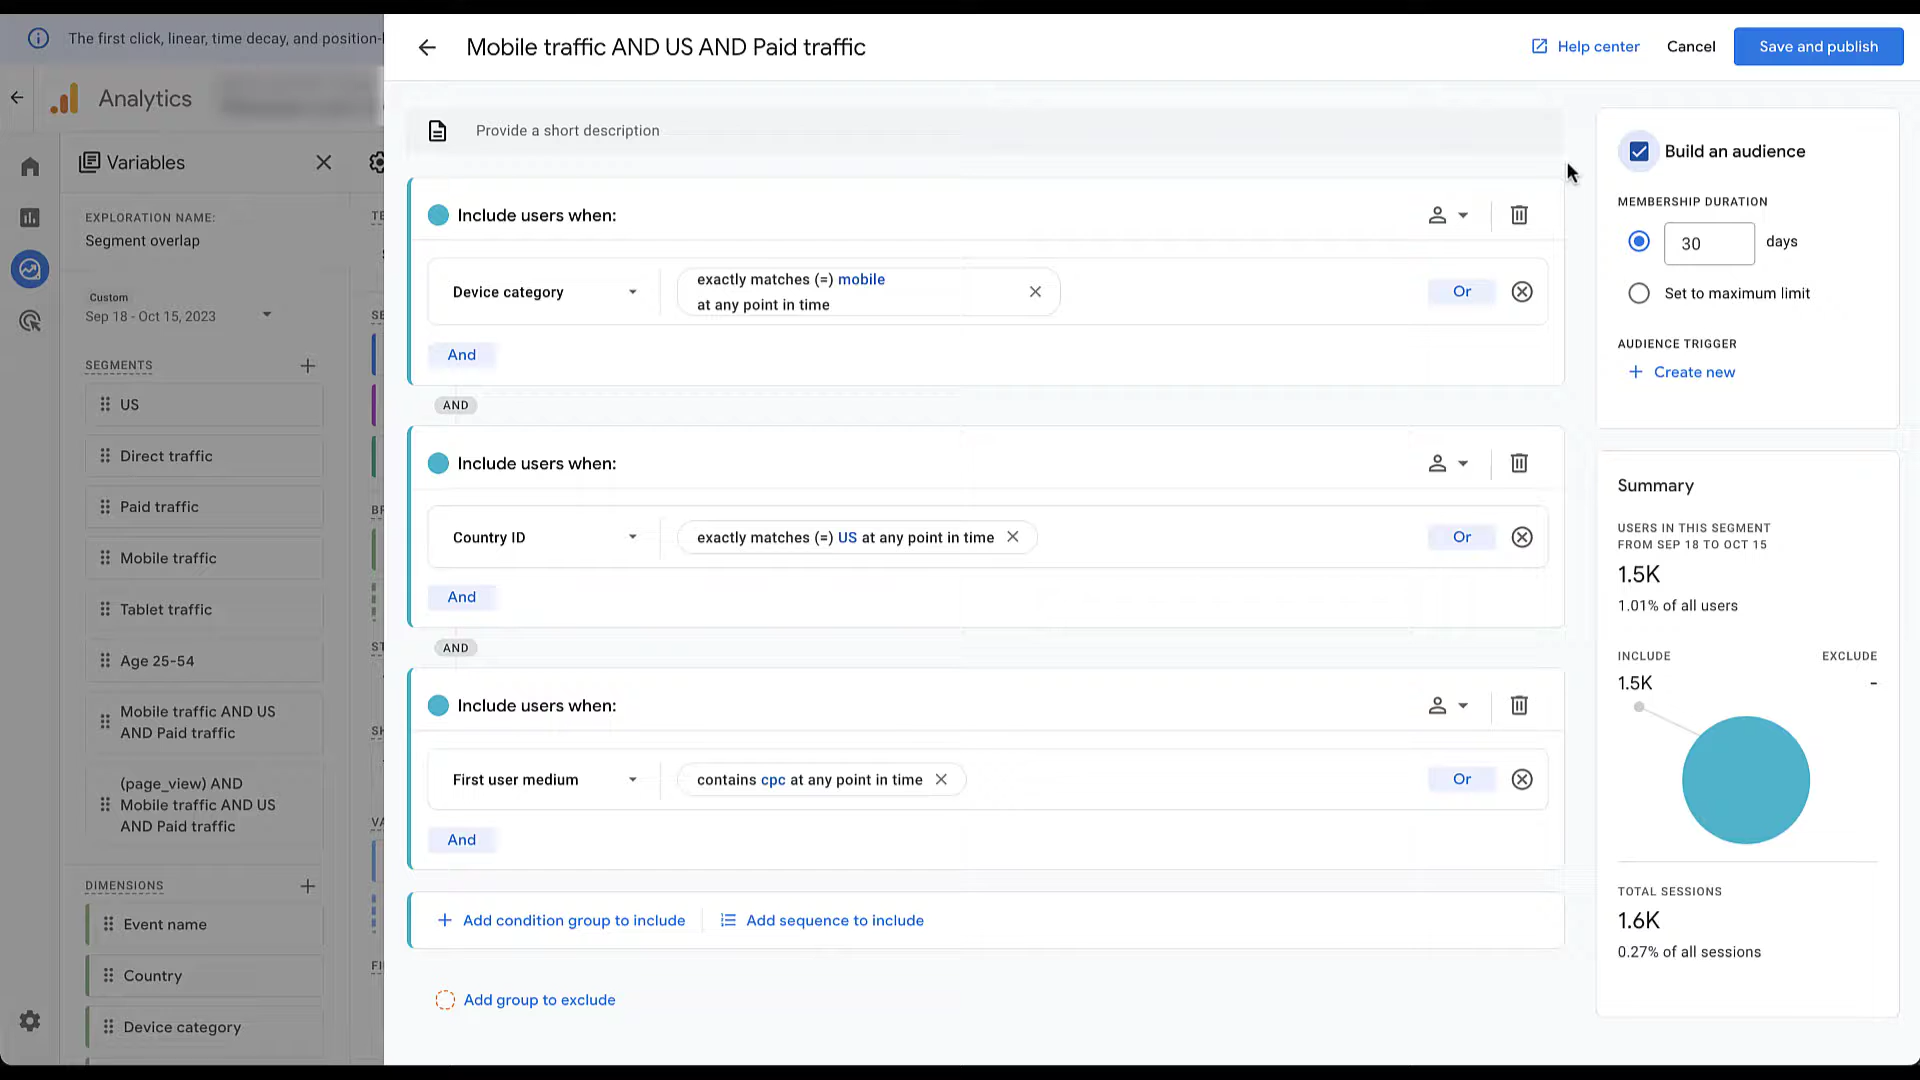 The first click, linear, time decay, and position-
Analytics
Variables
EXPLORATION NAME:
Segment overlap
Custom
Sep 18 - Oct 15, 2023
SEGMENTS
US
Direct traffic
Paid traffic
Mobile traffic
Tablet traffic
Age 25-54
Mobile traffic AND US
AND Paid traffic
(page_view) AND
Mobile traffic AND US
AND Paid traffic
DIMENSIONS
Event name
Country
Device category
TE
SE
BR
ST
SH
VA
FI
Mobile traffic AND US AND Paid traffic
Help center
Cancel
Save and publish
Provide a short description
Include users when:
Device category
exactly matches (=) mobile
at any point in time
Or
And
AND
Include users when:
Country ID
exactly matches (=) US at any point in time
Or
And
AND
Include users when:
First user medium
contains cpc at any point in time
Or
And
Add condition group to include
Add sequence to include
Add group to exclude
Build an audience
MEMBERSHIP DURATION
30 days
Set to maximum limit
AUDIENCE TRIGGER
+ Create new
Summary
USERS IN THIS SEGMENT
FROM SEP 18 TO OCT 15
1.5K
1.01% of all users
INCLUDE EXCLUDE
1.5K -
TOTAL SESSIONS
1.6K
0.27% of all sessions